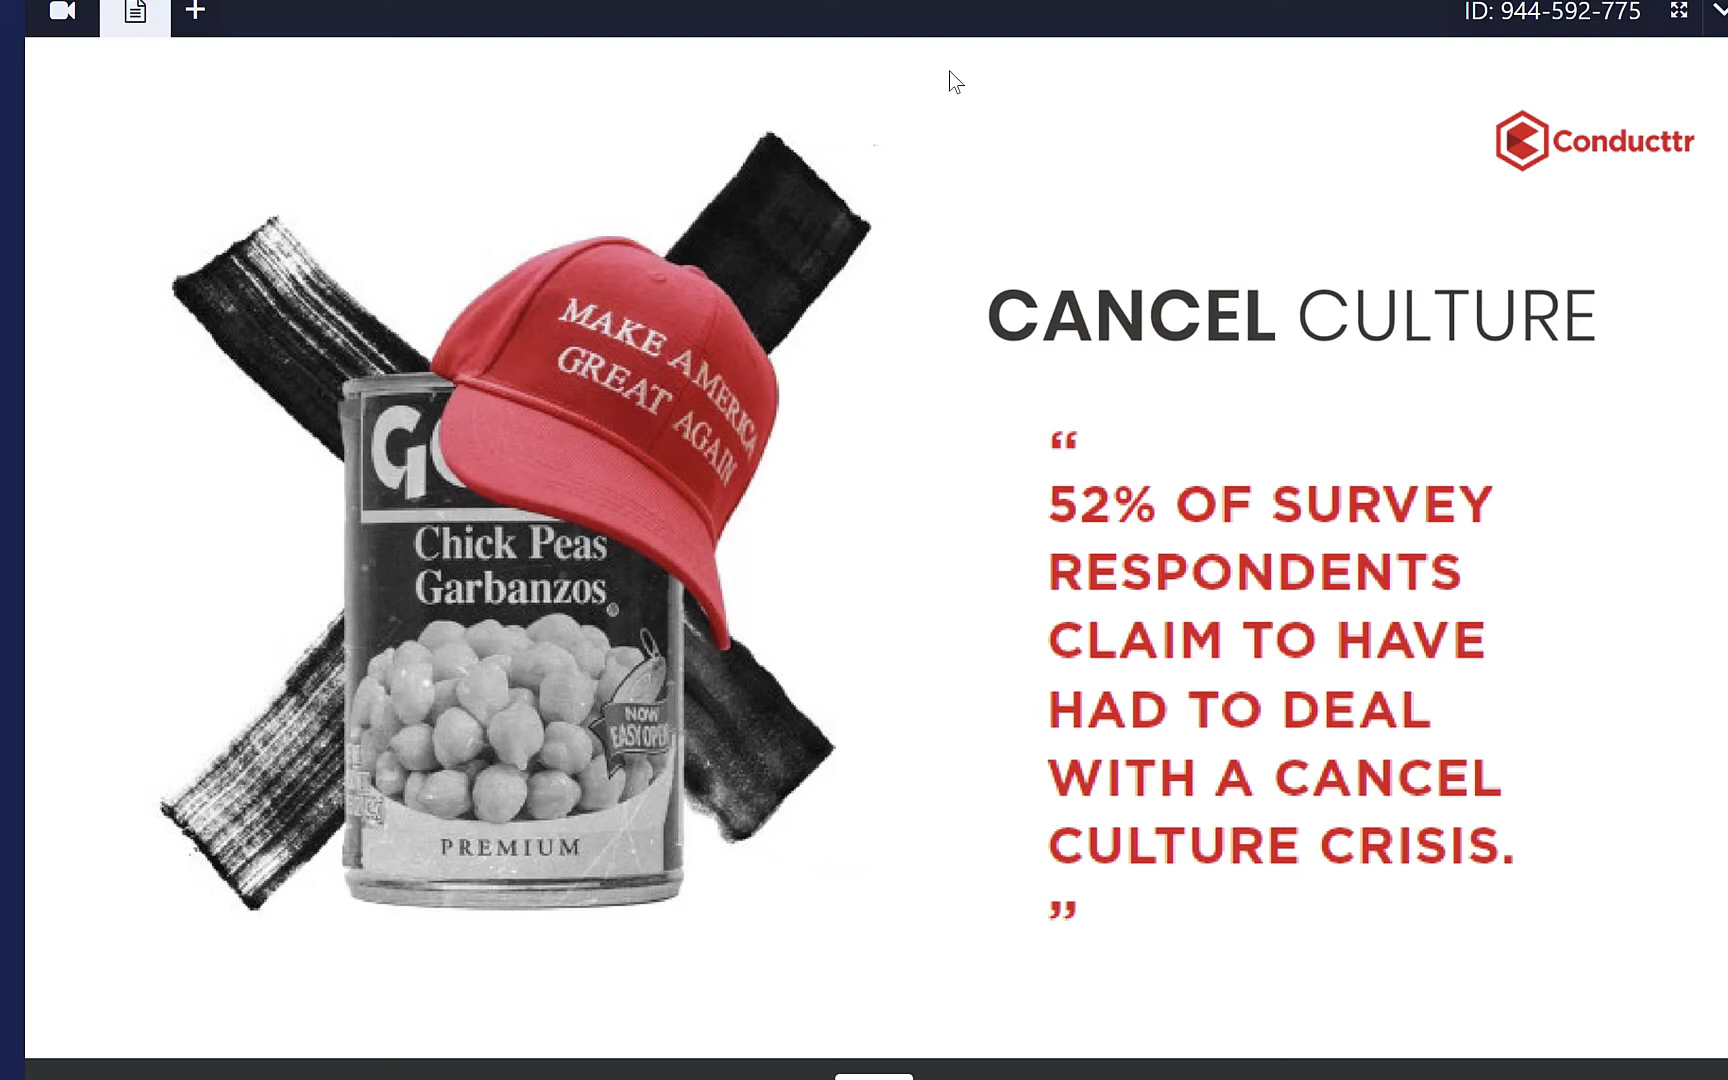 ID: 944-592-775
Conducttr
CANCEL CULTURE
“
52% OF SURVEY
RESPONDENTS
CLAIM TO HAVE
HAD TO DEAL
WITH A CANCEL
CULTURE CRISIS.
”
MAKE AMERICA
GREAT AGAIN
Chick Peas
Garbanzos
NOW
EASY OPEN
PREMIUM